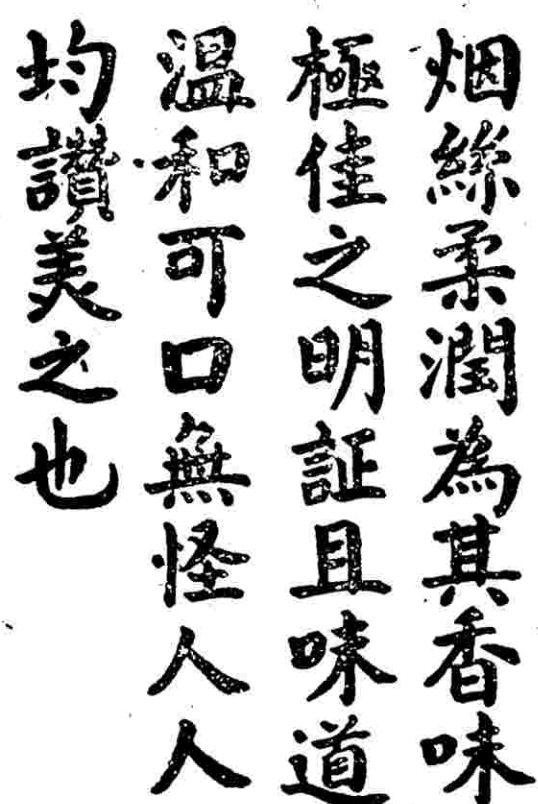 烟絲柔潤為其香味
極佳之明証且味道
溫和可口無怪人人
均讚美之也